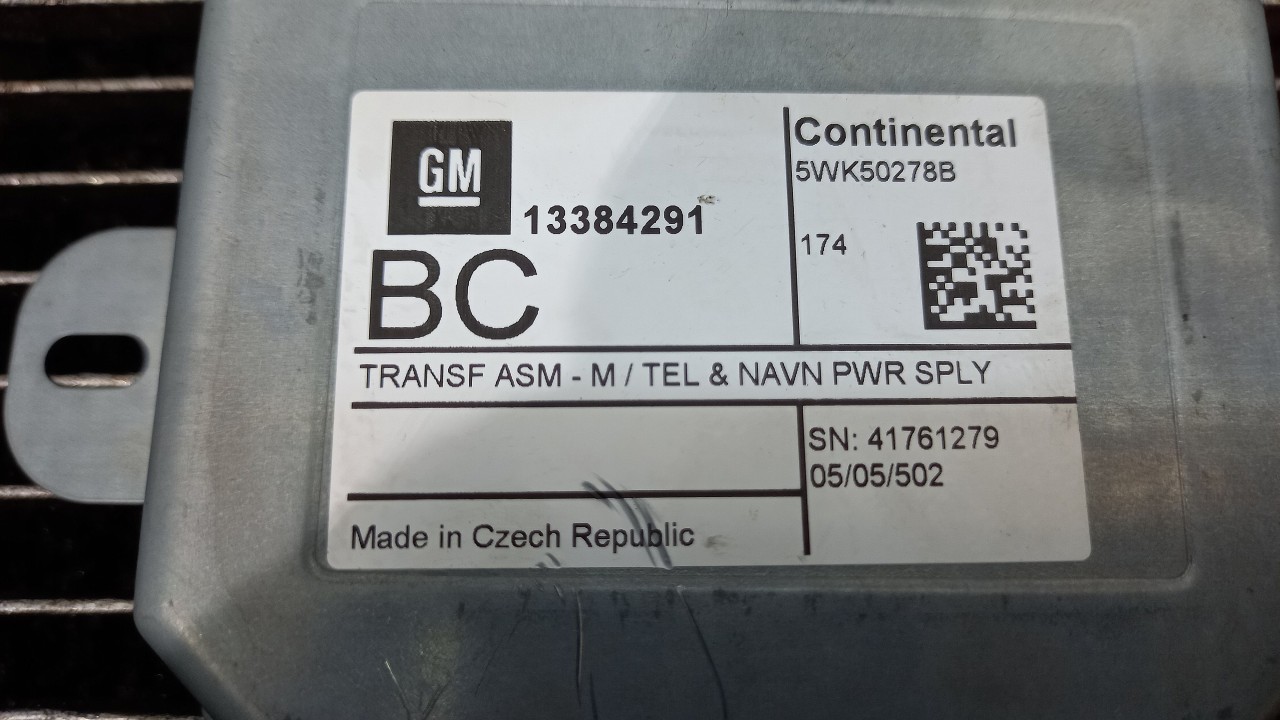 GM
13384291
BC
Continental
5WK50278B
174
TRANSF ASM - M / TEL & NAVN PWR SPLY
SN: 41761279
05/05/502
Made in Czech Republic